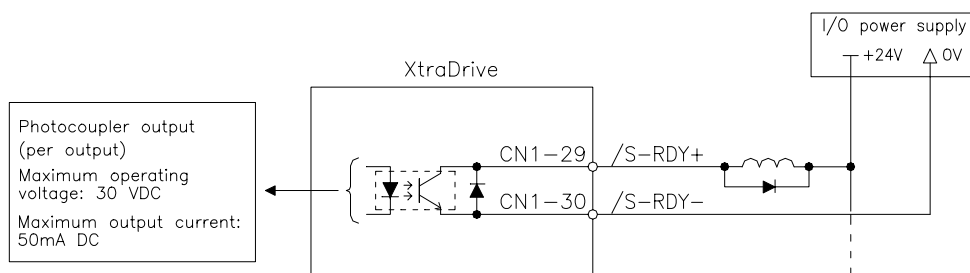 I/O power supply
+24V
0V
XtraDrive
Photocoupler output
(per output)
Maximum operating
voltage: 30 VDC
Maximum output current:
50mA DC
CN1-29
/S-RDY+
CN1-30
/S-RDY-